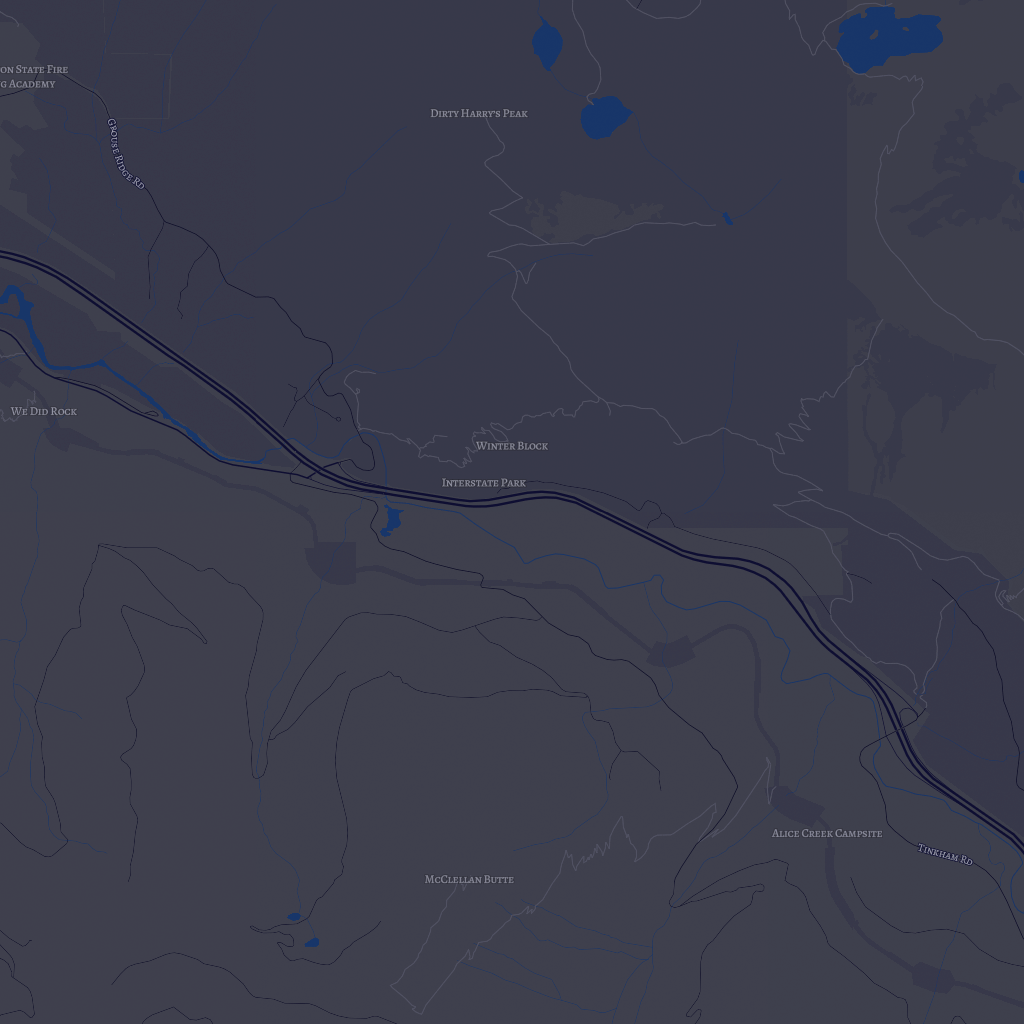 ON STATE FIRE
G ACADEMY
DIRTY HARRY'S PEAK
GROUSE RIDGE RD
WE DID ROCK
WINTER BLOCK
INTERSTATE PARK
ALICE CREEK CAMPSITE
TINKHAM RD
MCCLELLAN BUTTE